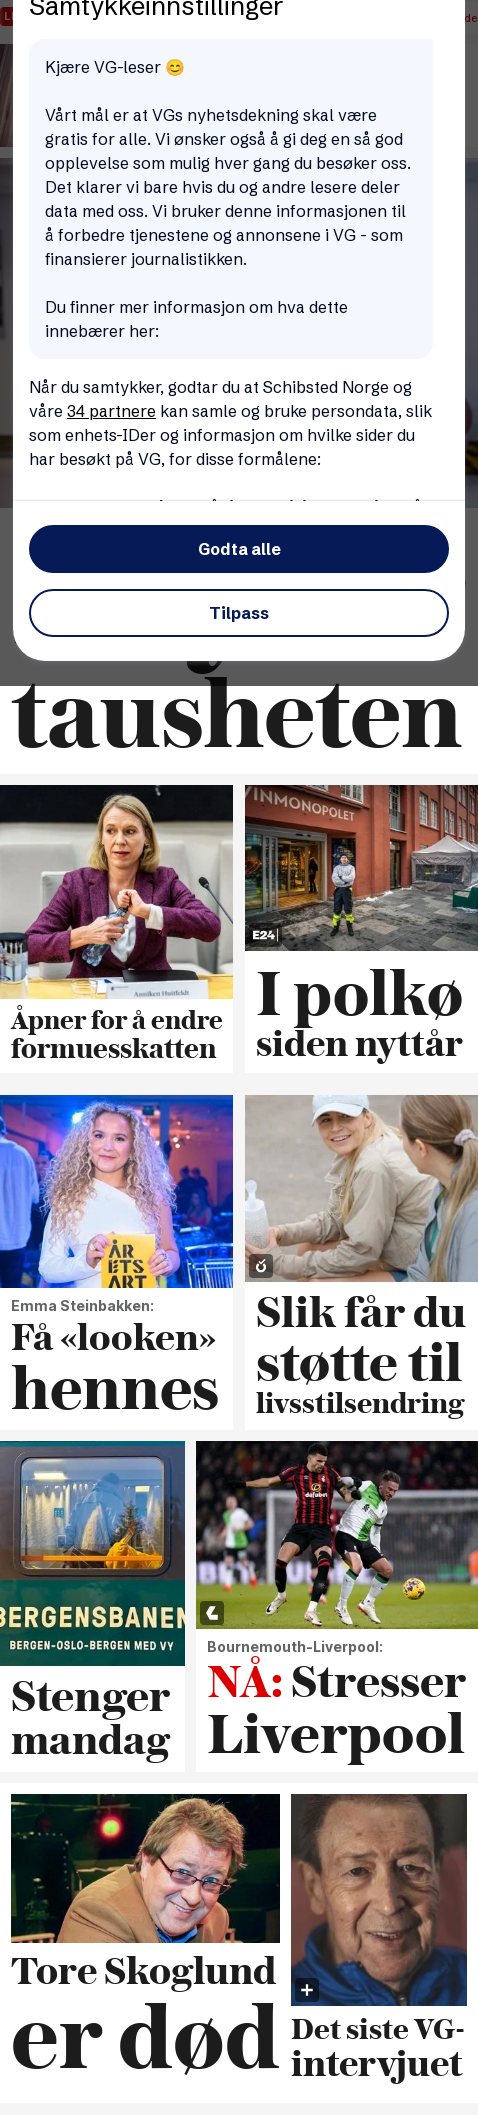 Samtykkeinnstillinger
Kjære VG-leser 😊
Vårt mål er at VGs nyhetsdekning skal være
gratis for alle. Vi ønsker også å gi deg en så god
opplevelse som mulig hver gang du besøker oss.
Det klarer vi bare hvis du og andre lesere deler
data med oss. Vi bruker denne informasjonen til
å forbedre tjenestene og annonsene i VG - som
finansierer journalistikken.
Du finner mer informasjon om hva dette
innebærer her:
Når du samtykker, godtar du at Schibsted Norge og
våre 34 partnere kan samle og bruke persondata, slik
som enhets-IDer og informasjon om hvilke sider du
har besøkt på VG, for disse formålene:
Godta alle
Tilpass
tausheten
INMONOPOLET
E24
Anniken Huitfeldt
Åpner for å endre
formuesskatten
I polkø
siden nyttår
ÅR
ETS
ART
Emma Steinbakken:
Få «looken»
hennes
Slik får du
støtte til
livsstilsendring
BERGENSBANEN
BERGEN-OSLO-BERGEN MED VY
Stenger
mandag
dafabet
Bournemouth-Liverpool:
NÅ: Stresser
Liverpool
Tore Skoglund
er død
Det siste VG-
intervjuet